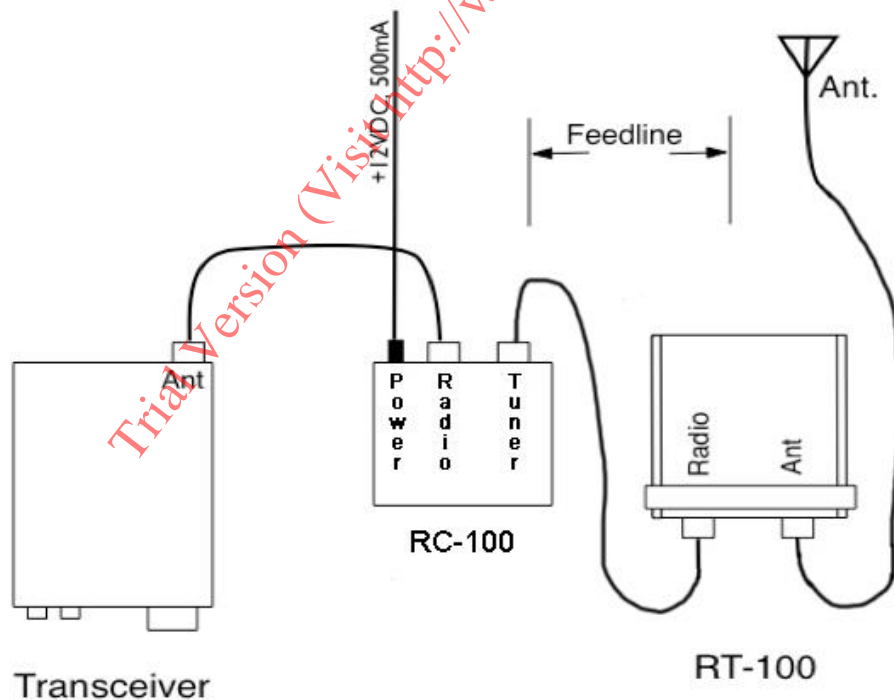 +12VDC, 500mA
Trial Version (Visit http://v
Ant.
Feedline
Ant
Power
Radio
Tuner
Radio
Ant
RC-100
RT-100
Transceiver